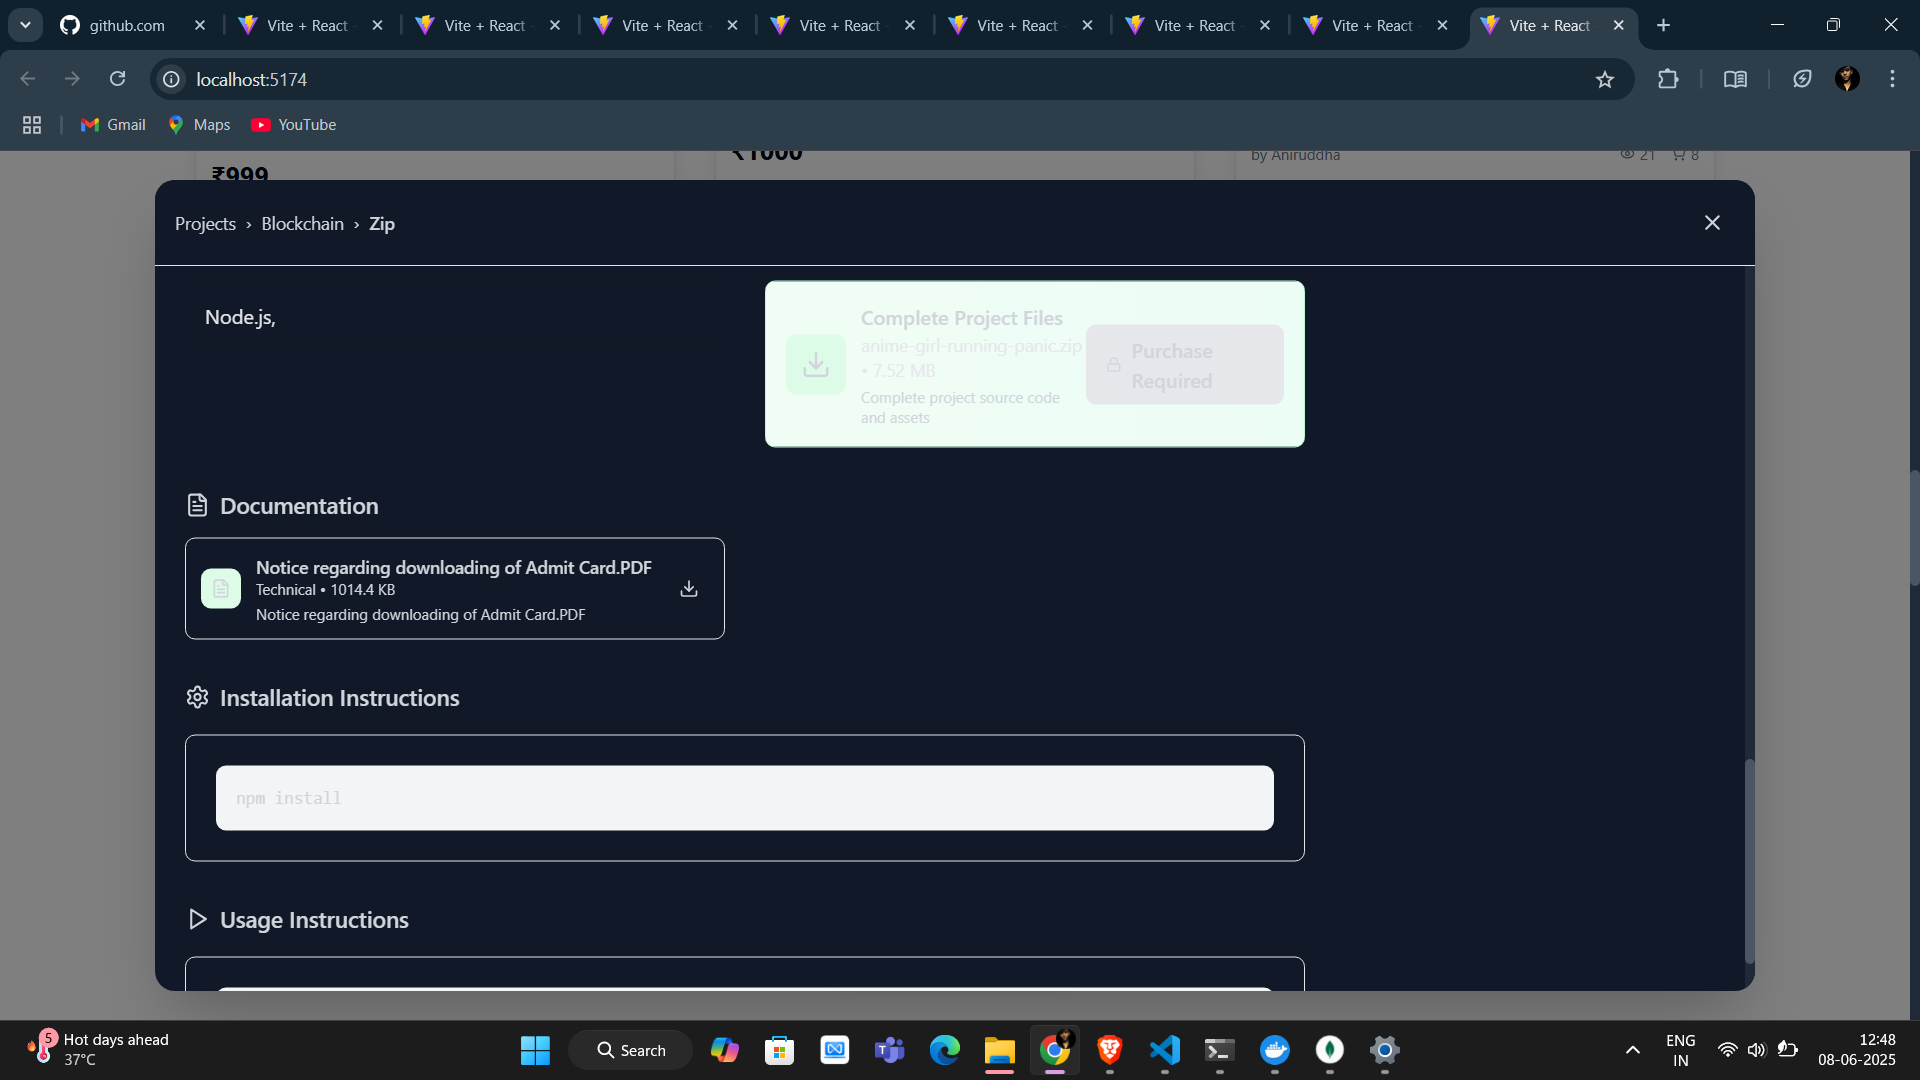 github.com
Vite + React
Vite + React
Vite + React
Vite + React
Vite + React
Vite + React
Vite + React
Vite + React
localhost:5174
Gmail
Maps
YouTube
₹999
₹1000
by Aniruddha
21
8
Projects › Blockchain › Zip
Node.js,
Complete Project Files
anime-girl-running-panic.zip
• 7.52 MB
Complete project source code
and assets
Purchase
Required
Documentation
Notice regarding downloading of Admit Card.PDF
Technical • 1014.4 KB
Notice regarding downloading of Admit Card.PDF
Installation Instructions
npm install
Usage Instructions
5
Hot days ahead
37°C
Search
ENG
IN
12:48
08-06-2025